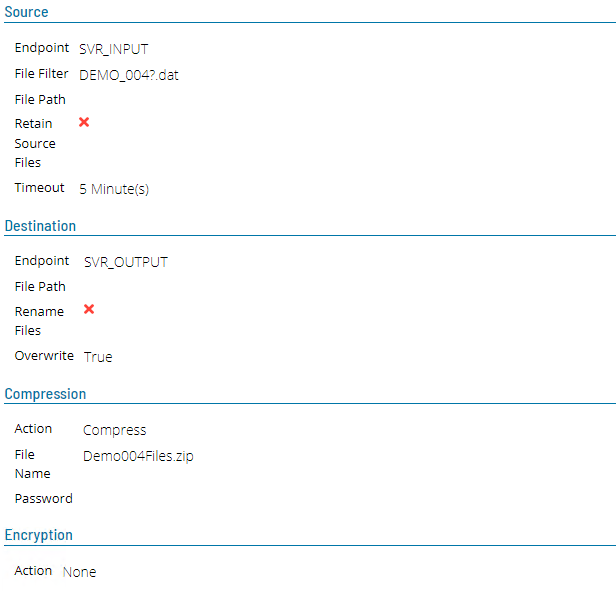 Source
Endpoint SVR_INPUT
File Filter DEMO_004?.dat
File Path
Retain
Source
Files
Timeout 5 Minute(s)
Destination
Endpoint SVR_OUTPUT
File Path
Rename
Files
Overwrite True
Compression
Action Compress
File Demo004Files.zip
Name
Password
Encryption
Action None